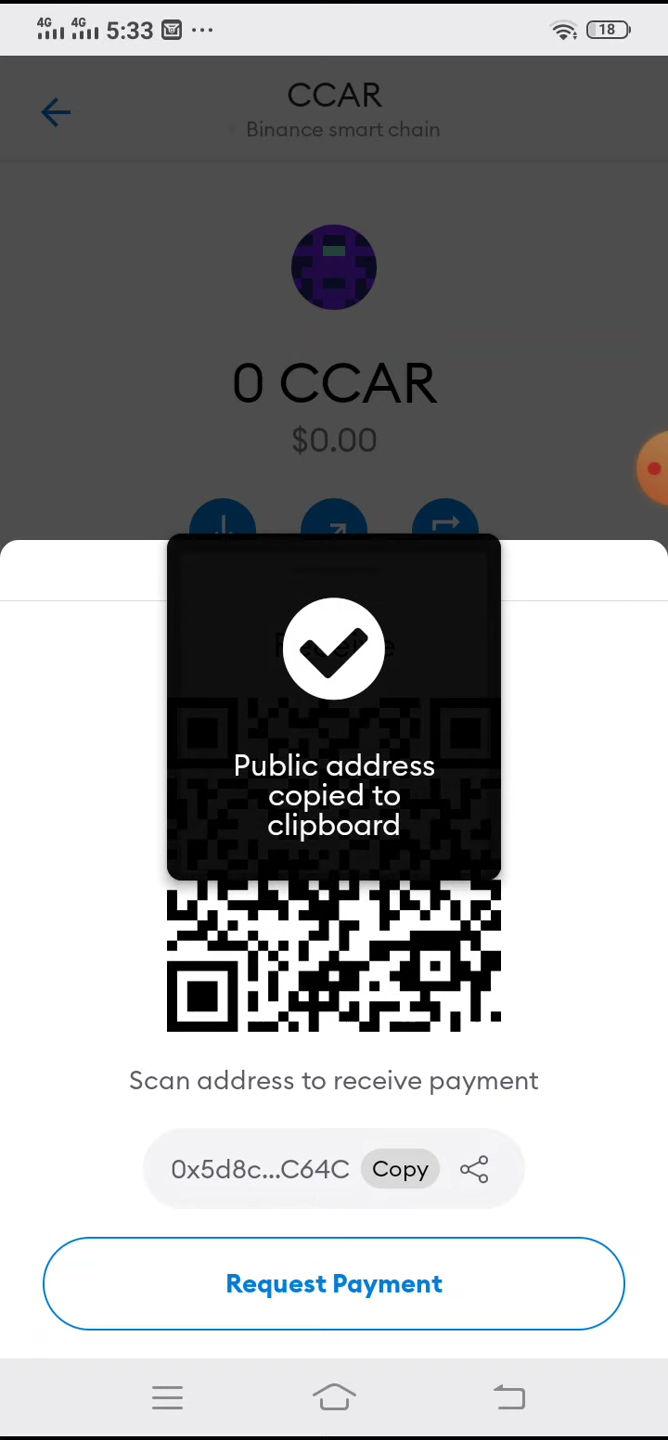 4G 4G 5:33 ... 18
CCAR
Binance smart chain
0 CCAR
$0.00
Receive
Public address
copied to
clipboard
Scan address to receive payment
0x5d8c...C64C Copy
Request Payment